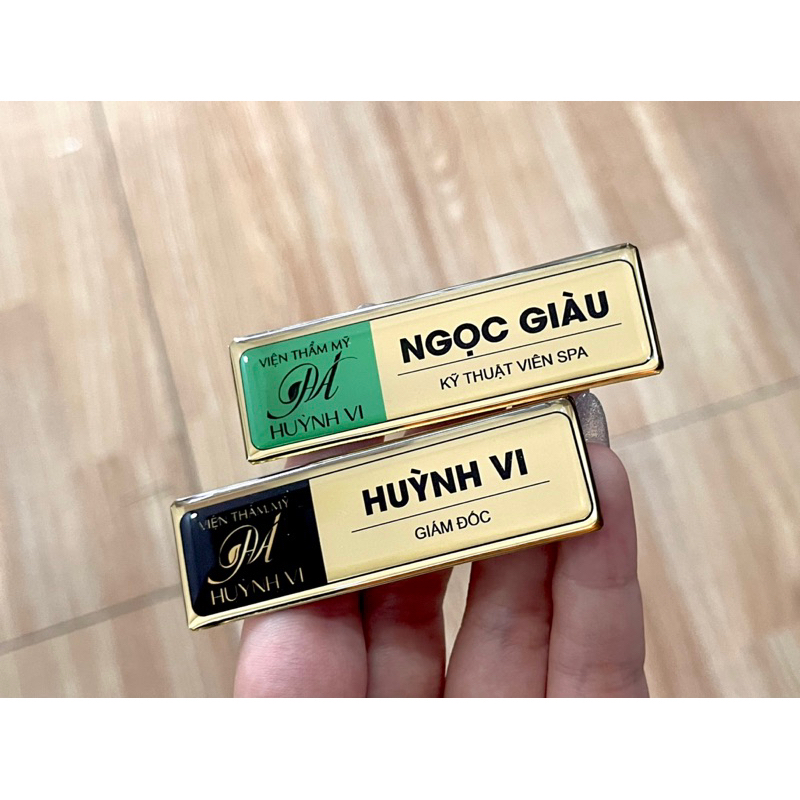 VIỆN THẨM MỸ
HUỲNH VI
NGỌC GIÀU
KỸ THUẬT VIÊN SPA
VIỆN THẨM MỸ
HUỲNH VI
HUỲNH VI
GIÁM ĐỐC